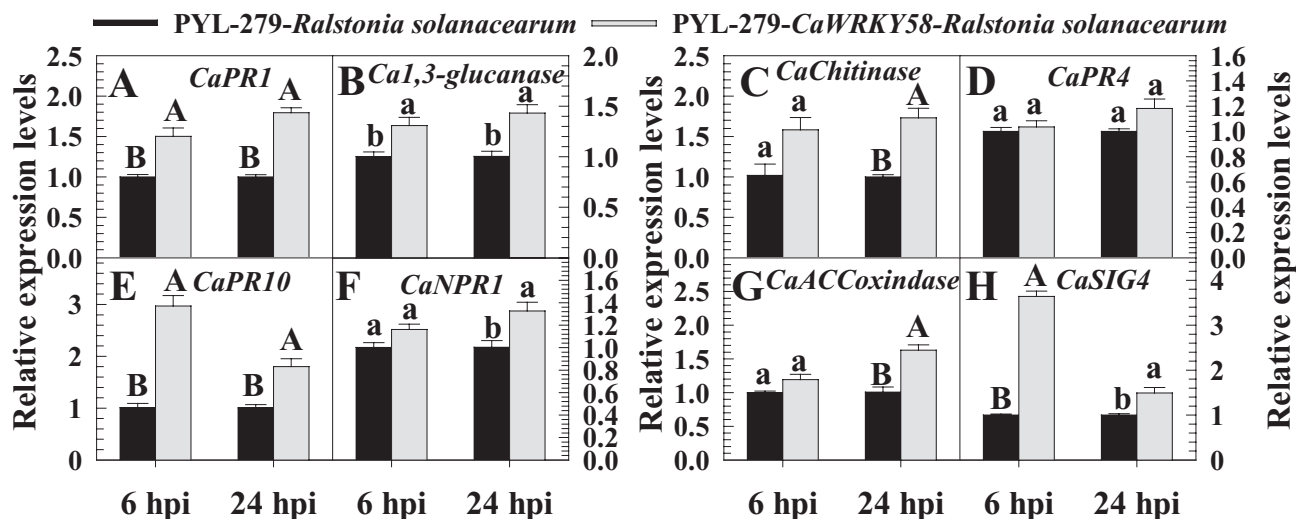 PYL-279-Ralstonia solanacearum PYL-279-CaWRKY58-Ralstonia solanacearum
Relative expression levels
2.5
2.0
1.5
1.0
0.5
0.0
A CaPR1
B A B A
B Ca1,3-glucanase
b a b a
2.0
1.5
1.0
0.5
0.0
Relative expression levels
2.5
2.0
1.5
1.0
0.5
0.0
C CaChitinase
a a B A
D CaPR4
a a a a
1.6
1.4
1.2
1.0
0.8
0.6
0.4
0.2
0.0
Relative expression levels
3
2
1
0
E CaPR10
B A B A
F CaNPR1
a a b a
1.6
1.4
1.2
1.0
0.8
0.6
0.4
0.2
0.0
2.5
2.0
1.5
1.0
0.5
0.0
G CaACCoxindase
a a B A
H CaSIG4
B A b a
4
3
2
1
0
6 hpi 24 hpi 6 hpi 24 hpi 6 hpi 24 hpi 6 hpi 24 hpi